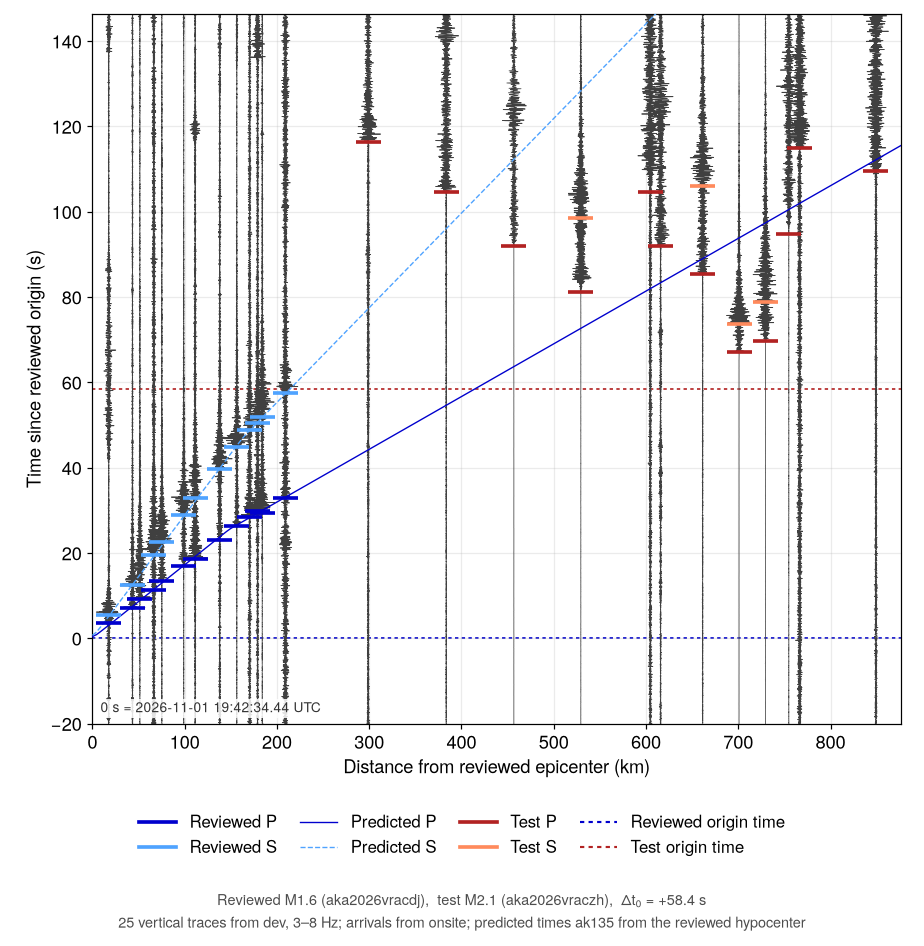 140
120
100
80
60
40
20
0
−20
Time since reviewed origin (s)
0 s = 2026-11-01 19:42:34.44 UTC
0 100 200 300 400 500 600 700 800
Distance from reviewed epicenter (km)
Reviewed P Predicted P Test P Reviewed origin time
Reviewed S Predicted S Test S Test origin time
Reviewed M1.6 (aka2026vracdj), test M2.1 (aka2026vraczh), Δt₀ = +58.4 s
25 vertical traces from dev, 3–8 Hz; arrivals from onsite; predicted times ak135 from the reviewed hypocenter